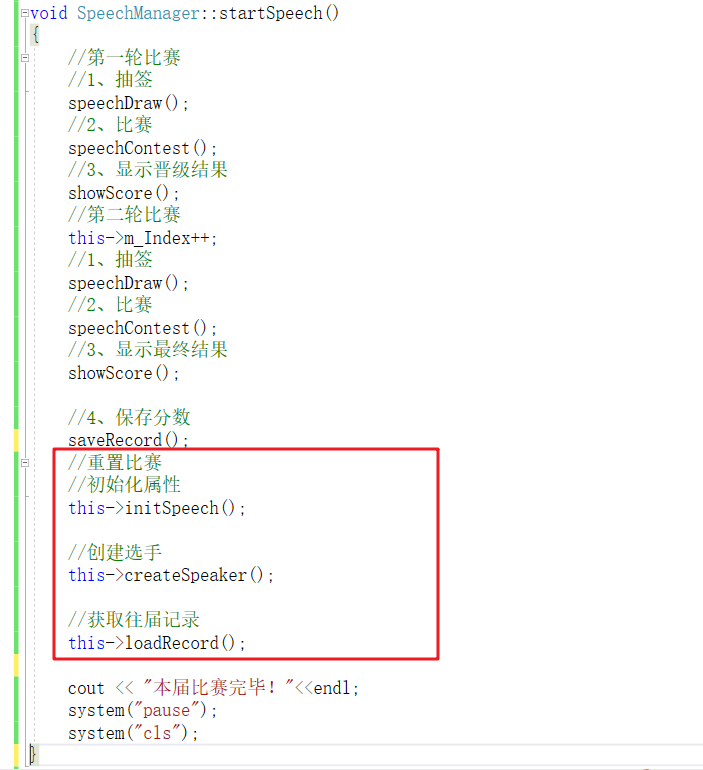 void SpeechManager::startSpeech()
{
//第一轮比赛
//1、抽签
speechDraw();
//2、比赛
speechContest();
//3、显示晋级结果
showScore();
//第二轮比赛
this->m_Index++;
//1、抽签
speechDraw();
//2、比赛
speechContest();
//3、显示最终结果
showScore();
//4、保存分数
saveRecord();
//重置比赛
//初始化属性
this->initSpeech();
//创建选手
this->createSpeaker();
//获取往届记录
this->loadRecord();
cout << "本届比赛完毕！"<<endl;
system("pause");
system("cls");
}